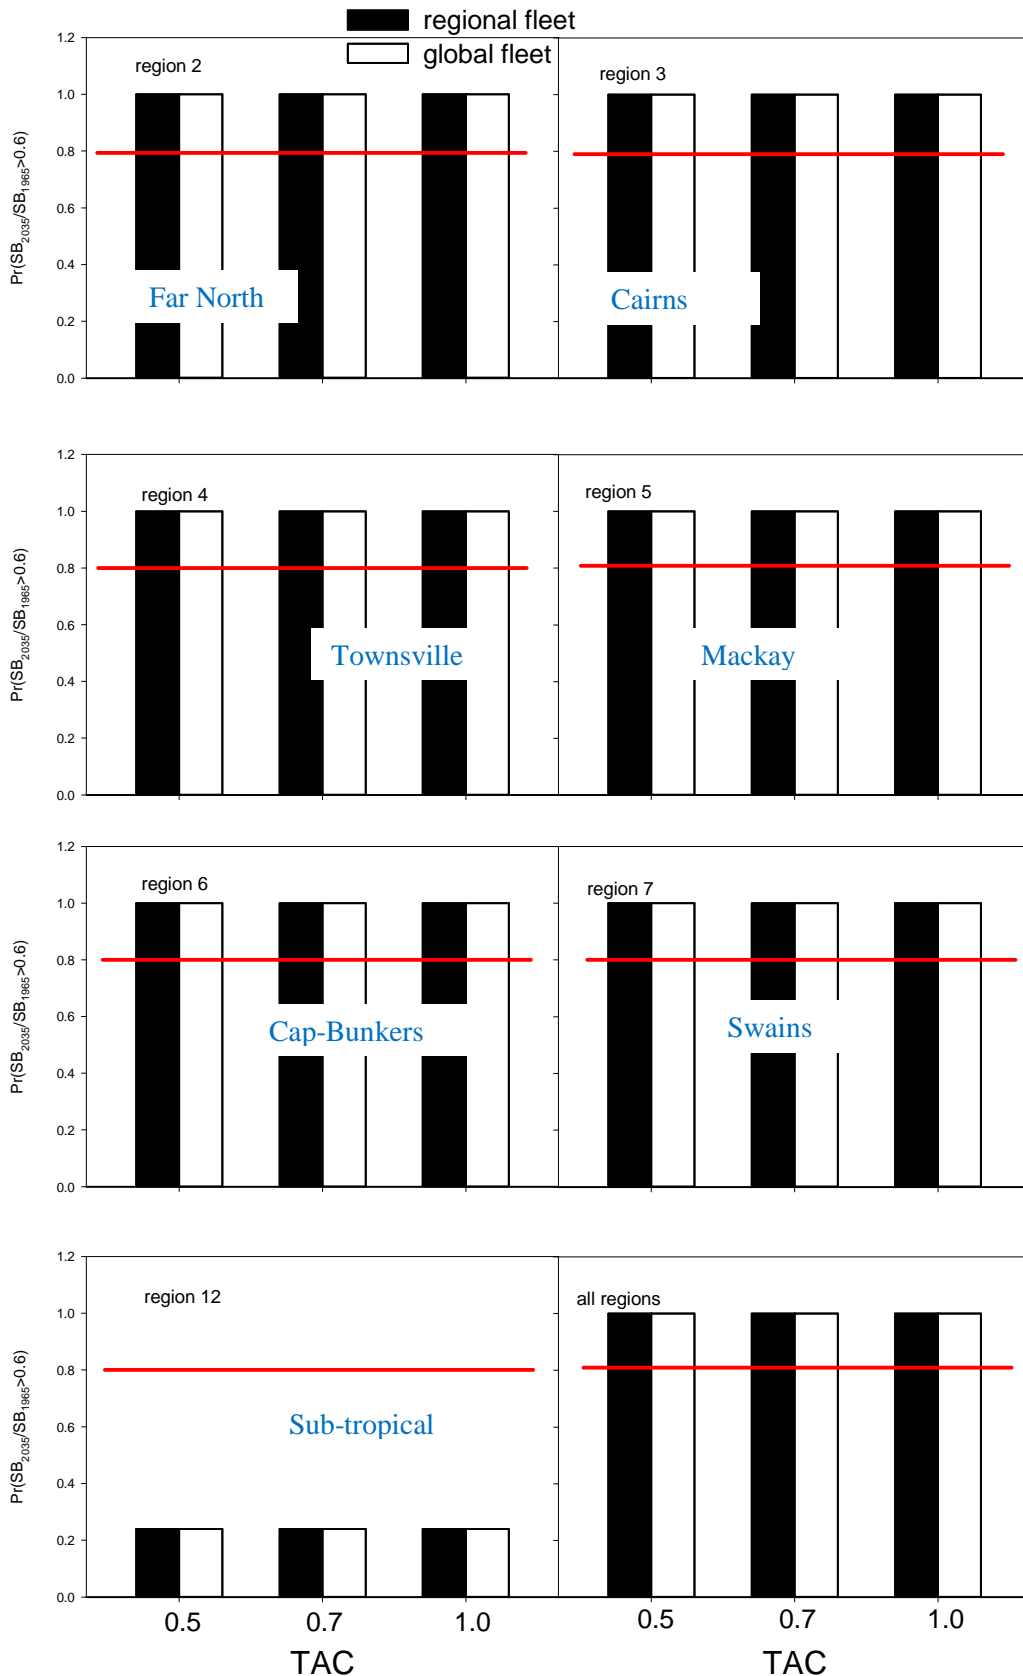 regional fleet
global fleet
region 2
region 3
1.2
1.0
0.8
0.6
0.4
0.2
0.0
Pr(SB2035/SB1965>0.6)
Far North
Cairns
region 4
region 5
1.2
1.0
0.8
0.6
0.4
0.2
0.0
Pr(SB2035/SB1965>0.6)
Townsville
Mackay
region 6
region 7
1.2
1.0
0.8
0.6
0.4
0.2
0.0
Pr(SB2035/SB1965>0.6)
Cap-Bunkers
Swains
region 12
all regions
1.2
1.0
0.8
0.6
0.4
0.2
0.0
Pr(SB2035/SB1965>0.6)
Sub-tropical
0.5 0.7 1.0
0.5 0.7 1.0
TAC
TAC